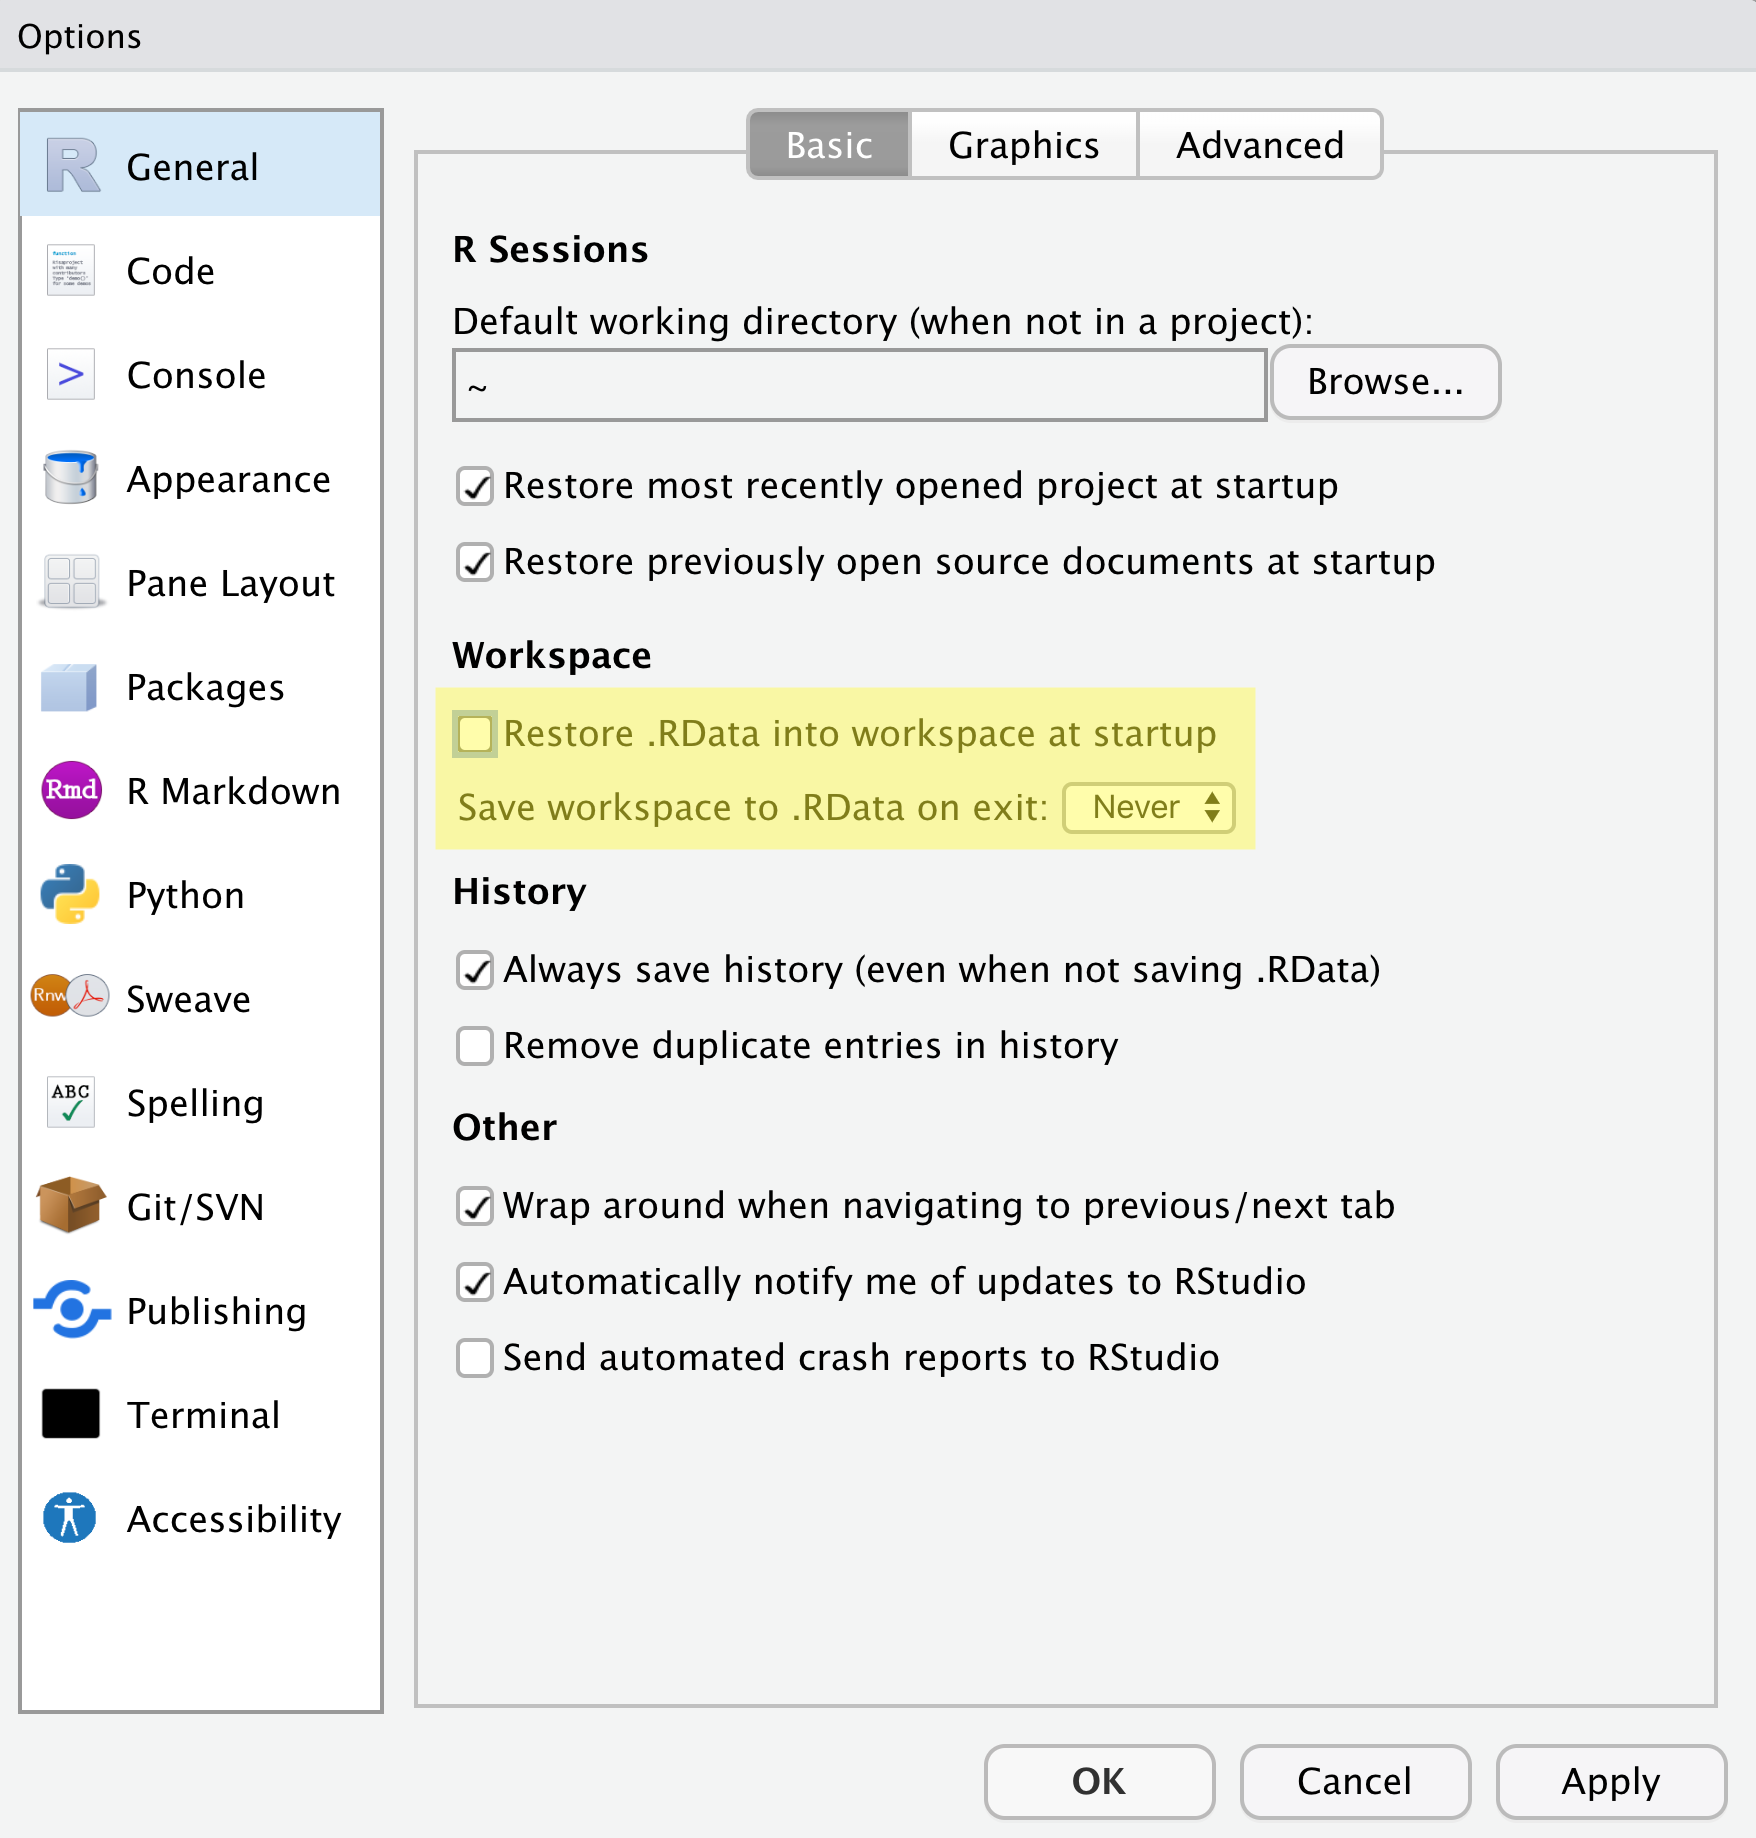 Options
General
Code
Console
Appearance
Pane Layout
Packages
Rmd R Markdown
Python
Rnw Sweave
ABC Spelling
Git/SVN
Publishing
Terminal
Accessibility
Basic Graphics Advanced
R Sessions
Default working directory (when not in a project):
~ Browse...
Restore most recently opened project at startup
Restore previously open source documents at startup
Workspace
Restore .RData into workspace at startup
Save workspace to .RData on exit: Never
History
Always save history (even when not saving .RData)
Remove duplicate entries in history
Other
Wrap around when navigating to previous/next tab
Automatically notify me of updates to RStudio
Send automated crash reports to RStudio
OK Cancel Apply